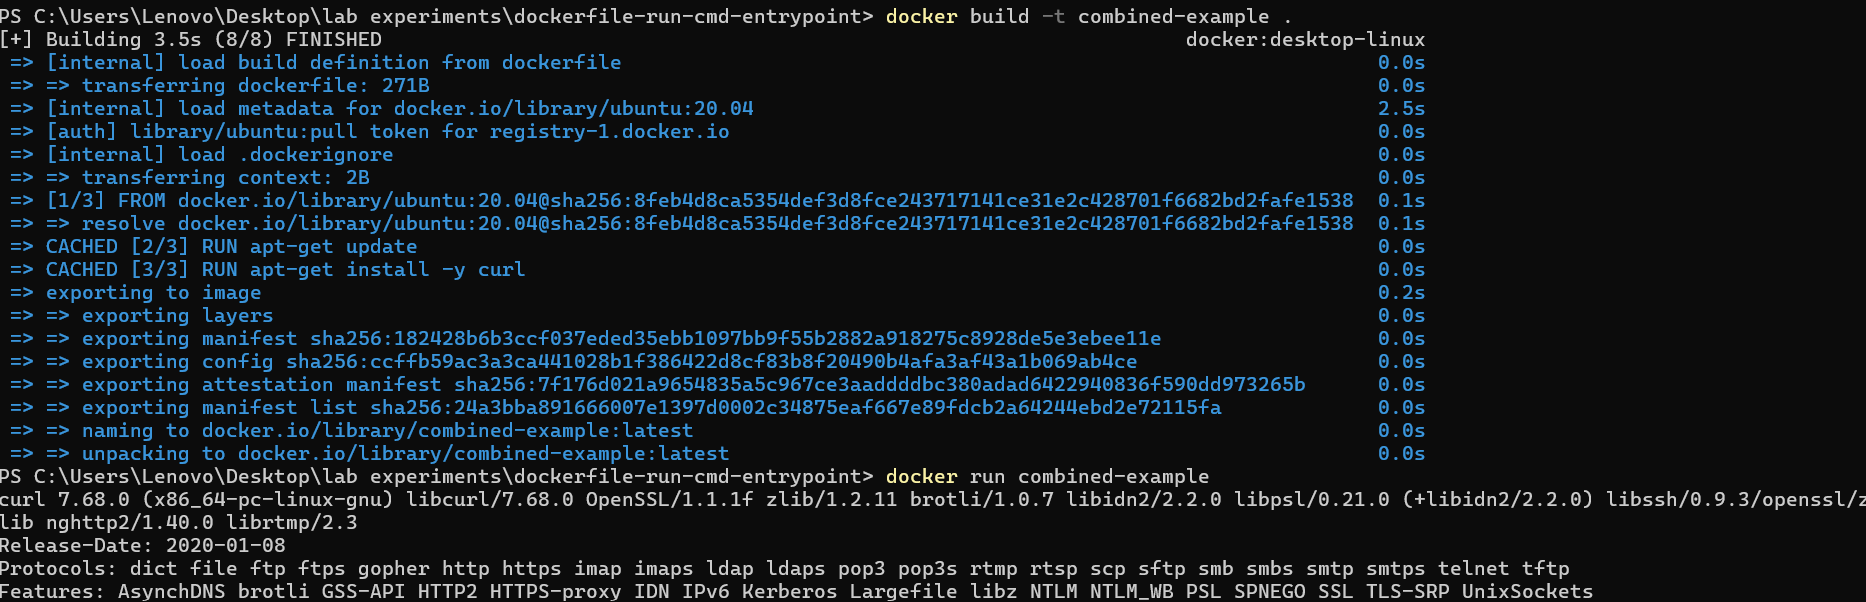 PS C:\Users\Lenovo\Desktop\lab experiments\dockerfile-run-cmd-entrypoint> docker build -t combined-example .
[+] Building 3.5s (8/8) FINISHED docker:desktop-linux
=> [internal] load build definition from dockerfile 0.0s
=> => transferring dockerfile: 271B 0.0s
=> [internal] load metadata for docker.io/library/ubuntu:20.04 2.5s
=> [auth] library/ubuntu:pull token for registry-1.docker.io 0.0s
=> [internal] load .dockerignore 0.0s
=> => transferring context: 2B 0.0s
=> [1/3] FROM docker.io/library/ubuntu:20.04@sha256:8feb4d8ca5354def3d8fce243717141ce31e2c428701f6682bd2fafe1538 0.1s
=> => resolve docker.io/library/ubuntu:20.04@sha256:8feb4d8ca5354def3d8fce243717141ce31e2c428701f6682bd2fafe1538 0.1s
=> CACHED [2/3] RUN apt-get update 0.0s
=> CACHED [3/3] RUN apt-get install -y curl 0.0s
=> exporting to image 0.2s
=> => exporting layers 0.0s
=> => exporting manifest sha256:182428b6b3ccf037eded35ebb1097bb9f55b2882a918275c8928de5e3ebee11e 0.0s
=> => exporting config sha256:ccffb59ac3a3ca441028b1f386422d8cf83b8f20490b4afa3af43a1b069ab4ce 0.0s
=> => exporting attestation manifest sha256:7f176d021a9654835a5c967ce3aaddddbc380adad6422940836f590dd973265b 0.0s
=> => exporting manifest list sha256:24a3bba891666007e1397d0002c34875eaf667e89fdcb2a64244ebd2e72115fa 0.0s
=> => naming to docker.io/library/combined-example:latest 0.0s
=> => unpacking to docker.io/library/combined-example:latest 0.0s
PS C:\Users\Lenovo\Desktop\lab experiments\dockerfile-run-cmd-entrypoint> docker run combined-example
curl 7.68.0 (x86_64-pc-linux-gnu) libcurl/7.68.0 OpenSSL/1.1.1f zlib/1.2.11 brotli/1.0.7 libidn2/2.2.0 libpsl/0.21.0 (+libidn2/2.2.0) libssh/0.9.3/openssl/z
lib nghttp2/1.40.0 librtmp/2.3
Release-Date: 2020-01-08
Protocols: dict file ftp ftps gopher http https imap imaps ldap ldaps pop3 pop3s rtmp rtsp scp sftp smb smbs smtp smtps telnet tftp
Features: AsynchDNS brotli GSS-API HTTP2 HTTPS-proxy IDN IPv6 Kerberos Largefile libz NTLM NTLM_WB PSL SPNEGO SSL TLS-SRP UnixSockets